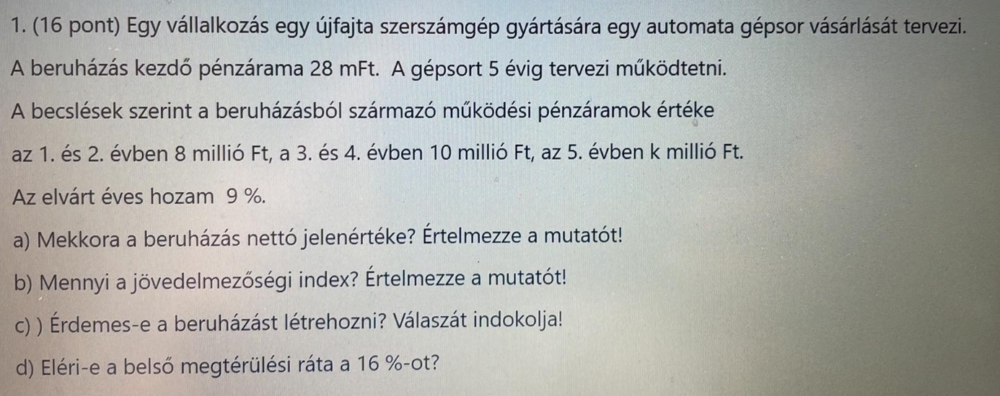 1. (16 pont) Egy vállalkozás egy újfajta szerszámgép gyártására egy automata gépsor vásárlását tervezi.
A beruházás kezdő pénzárama 28 mFt. A gépsort 5 évig tervezi működtetni.
A becslések szerint a beruházásból származó működési pénzáramok értéke
az 1. és 2. évben 8 millió Ft, a 3. és 4. évben 10 millió Ft, az 5. évben k millió Ft.
Az elvárt éves hozam 9 %.
a) Mekkora a beruházás nettó jelenértéke? Értelmezze a mutatót!
b) Mennyi a jövedelmezőségi index? Értelmezze a mutatót!
c) ) Érdemes-e a beruházást létrehozni? Válaszát indokolja!
d) Eléri-e a belső megtérülési ráta a 16 %-ot?